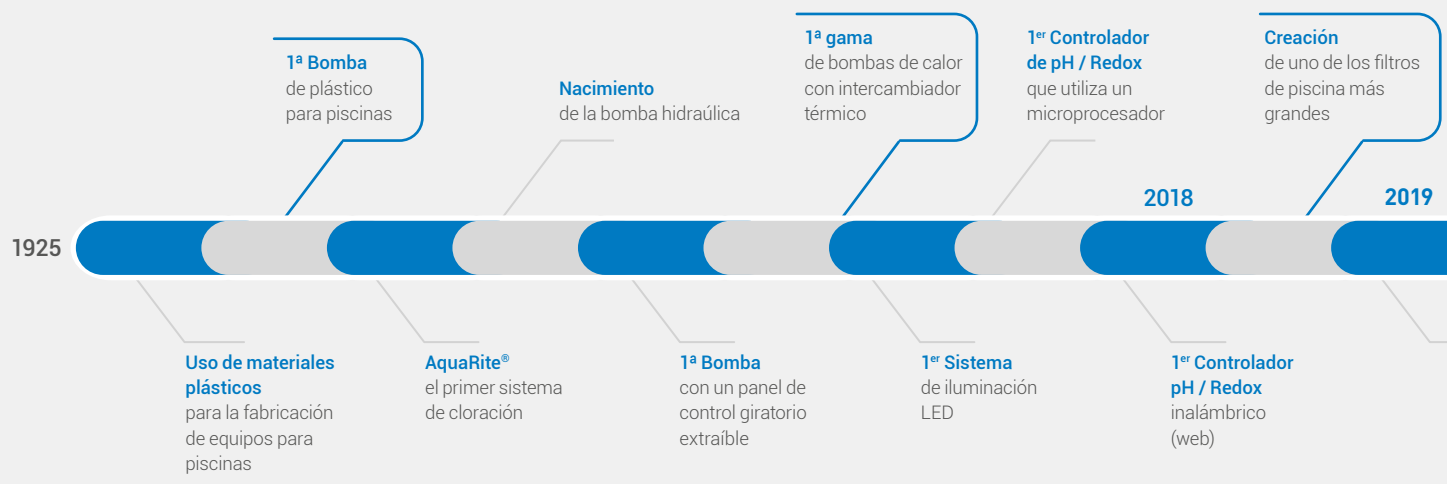 1ª Bomba
de plástico
para piscinas
Nacimiento
de la bomba hidraúlica
1ª gama
de bombas de calor
con intercambiador
térmico
1er Controlador
de pH / Redox
que utiliza un
microprocesador
Creación
de uno de los filtros
de piscina más
grandes
2018
2019
1925
Uso de materiales
plásticos
para la fabricación
de equipos para
piscinas
AquaRite®
el primer sistema
de cloración
1ª Bomba
con un panel de
control giratorio
extraíble
1er Sistema
de iluminación
LED
1er Controlador
pH / Redox
inalámbrico
(web)